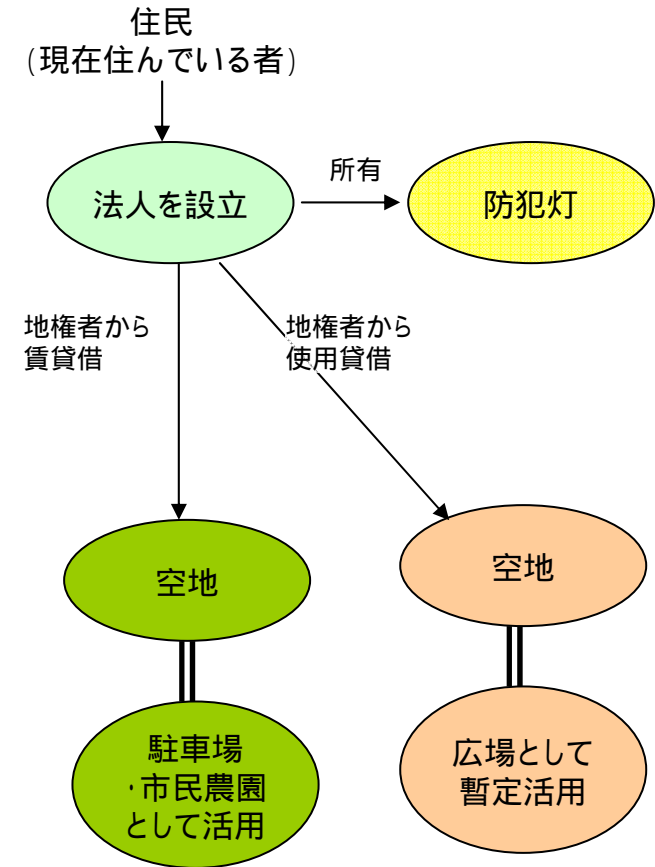 住民
(現在住んでいる者)
法人を設立
所有
防犯灯
地権者から
賃貸借
地権者から
使用貸借
空地
空地
駐車場
・市民農園
として活用
広場として
暫定活用